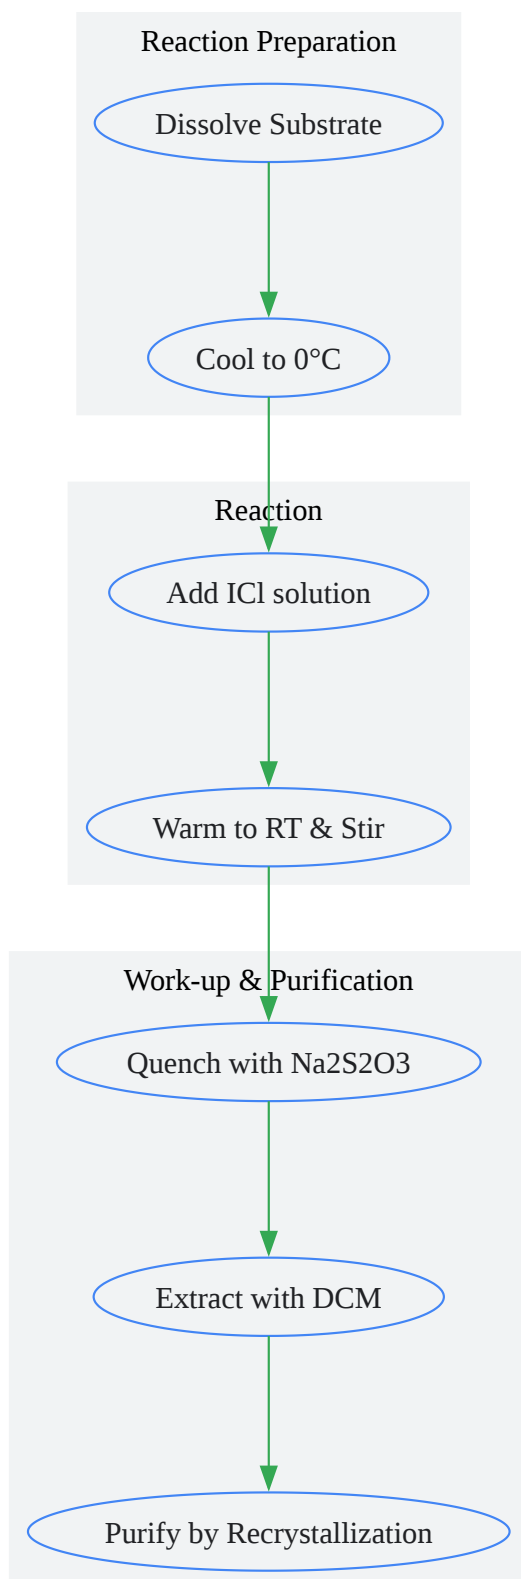 Reaction Preparation
Dissolve Substrate
Cool to 0°C
Reaction
Add ICl solution
Warm to RT & Stir
Work-up & Purification
Quench with Na2S2O3
Extract with DCM
Purify by Recrystallization